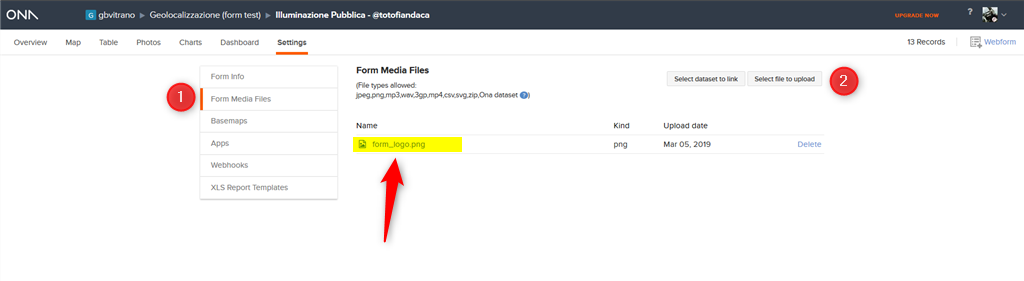 ONA
G gbvitrano ▶ Geolocalizzazione (form test) ▶ Illuminazione Pubblica - @totofiandaca
UPGRADE NOW
?
Overview Map Table Photos Charts Dashboard Settings
13 Records
Webform
1
Form Info
Form Media Files
Basemaps
Apps
Webhooks
XLS Report Templates
Form Media Files
(File types allowed:
jpeg,png,mp3,wav,3gp,mp4,csv,svg,zip,Ona dataset ?)
Select dataset to link
Select file to upload
2
Name Kind Upload date
form_logo.png png Mar 05, 2019 Delete